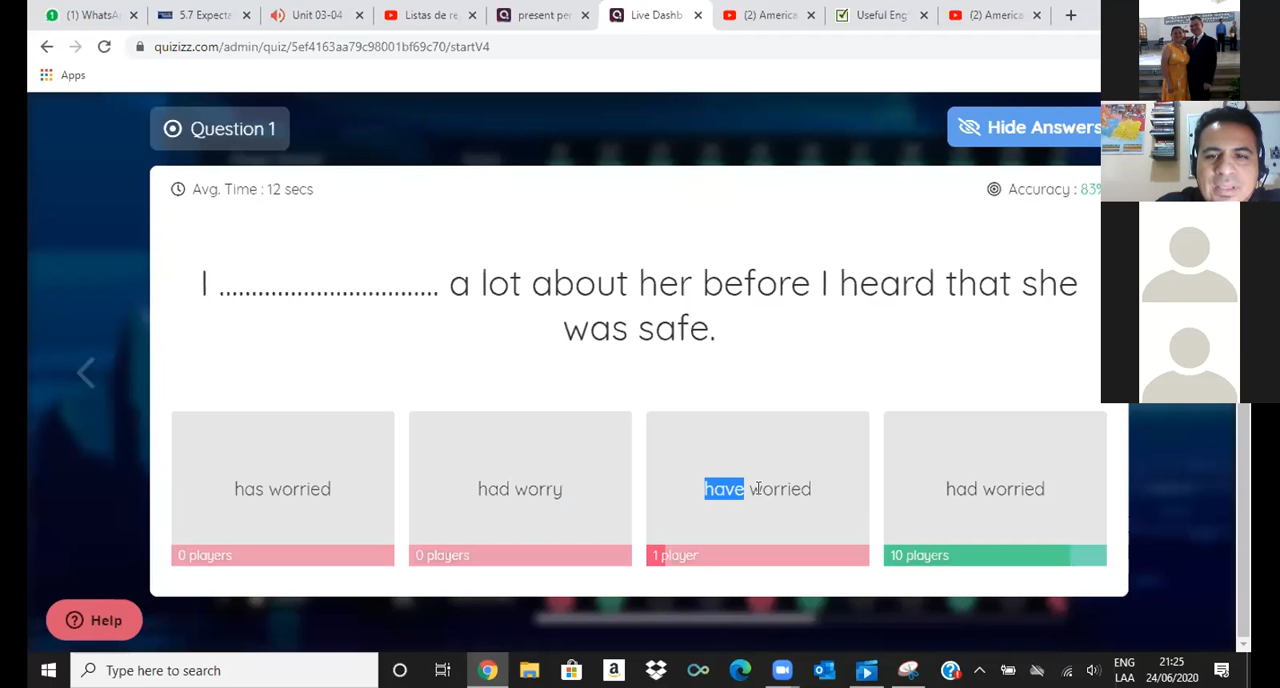 (1) WhatsA
5.7 Expecta
Unit 03-04
Listas de re
present per
Live Dashb
(2) America
Useful Eng
(2) America
quizizz.com/admin/quiz/5ef4163aa79c98001bf69c70/startV4
Apps
Question 1
Hide Answers
Avg. Time : 12 secs
Accuracy : 83%
I ................................. a lot about her before I heard that she
was safe.
has worried
had worry
have worried
had worried
0 players
0 players
1 player
10 players
Help
Type here to search
ENG
LAA
21:25
24/06/2020